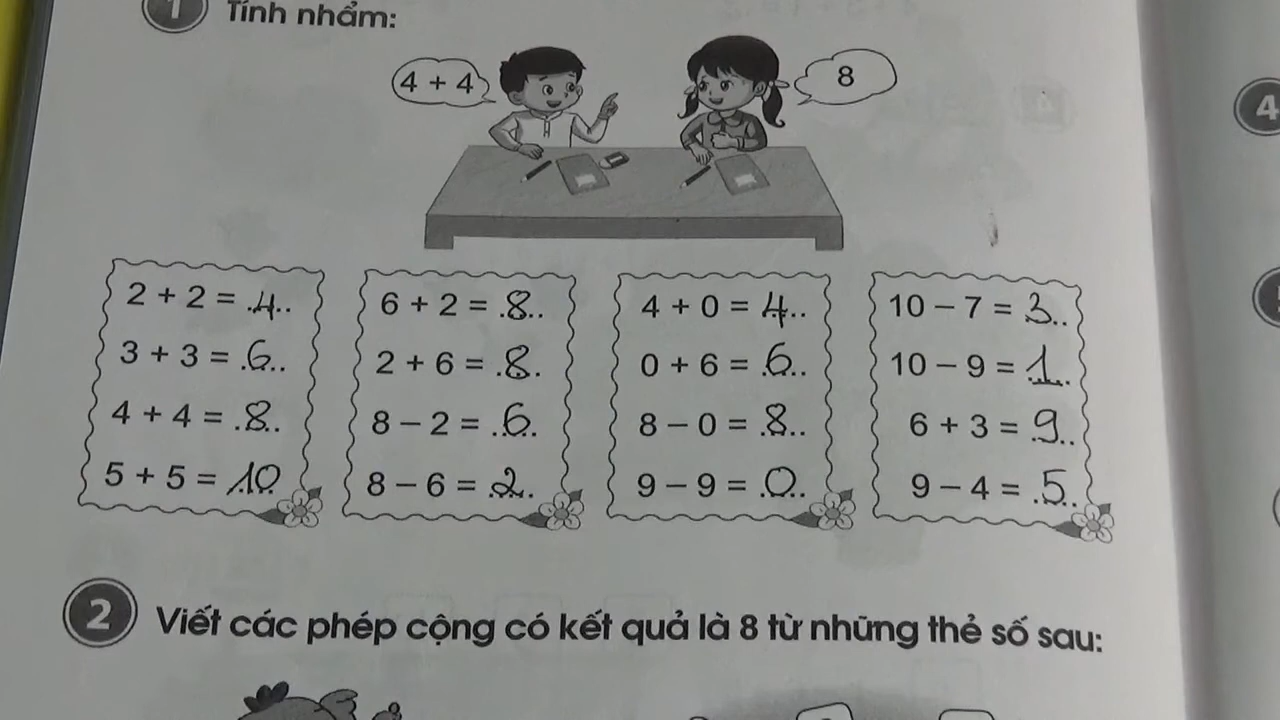 1 Tính nhẩm:
4 + 4
8
2 + 2 = .4..
3 + 3 = .6..
4 + 4 = .8..
5 + 5 = .10
6 + 2 = .8..
2 + 6 = .8.
8 – 2 = .6..
8 – 6 = .2..
4 + 0 = 4..
0 + 6 = .6..
8 – 0 = .8..
9 – 9 = .0..
10 – 7 = 3..
10 – 9 = .1..
6 + 3 = .9..
9 – 4 = .5..
2 Viết các phép cộng có kết quả là 8 từ những thẻ số sau:
4